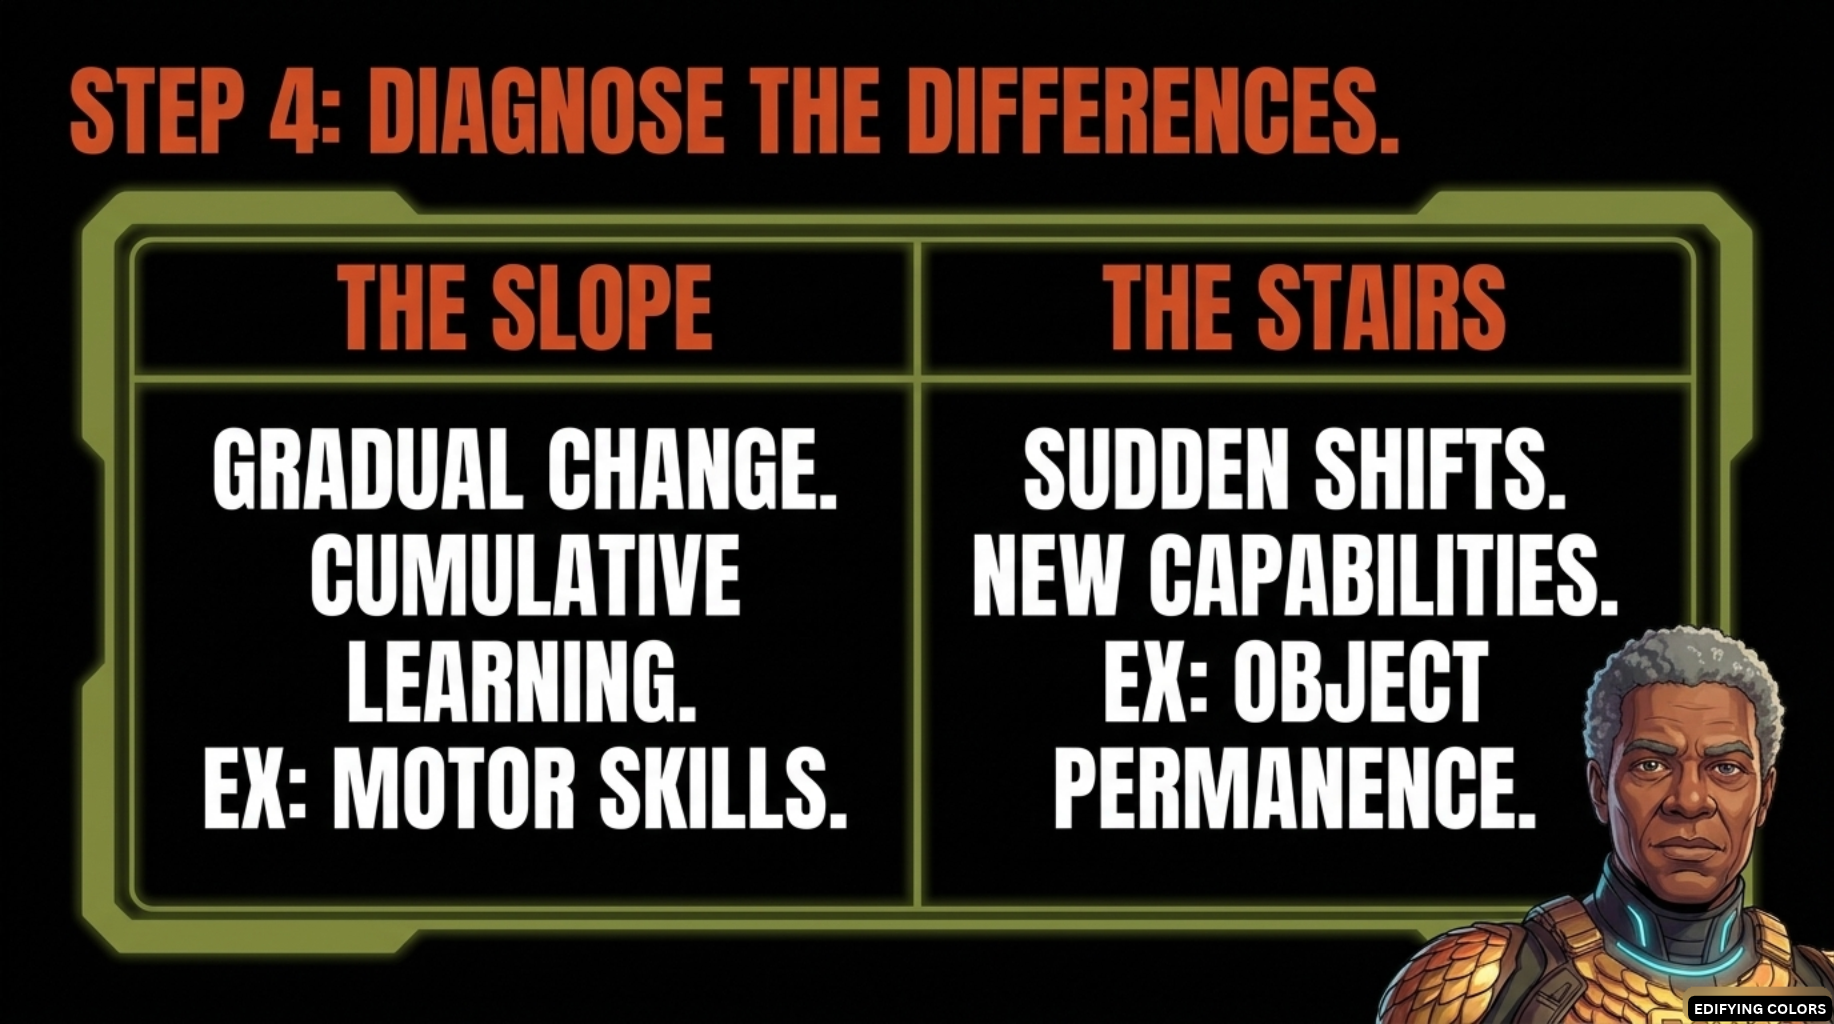 STEP 4: DIAGNOSE THE DIFFERENCES.
THE SLOPE
GRADUAL CHANGE.
CUMULATIVE
LEARNING.
EX: MOTOR SKILLS.
THE STAIRS
SUDDEN SHIFTS.
NEW CAPABILITIES.
EX: OBJECT
PERMANENCE.
EDIFYING COLORS